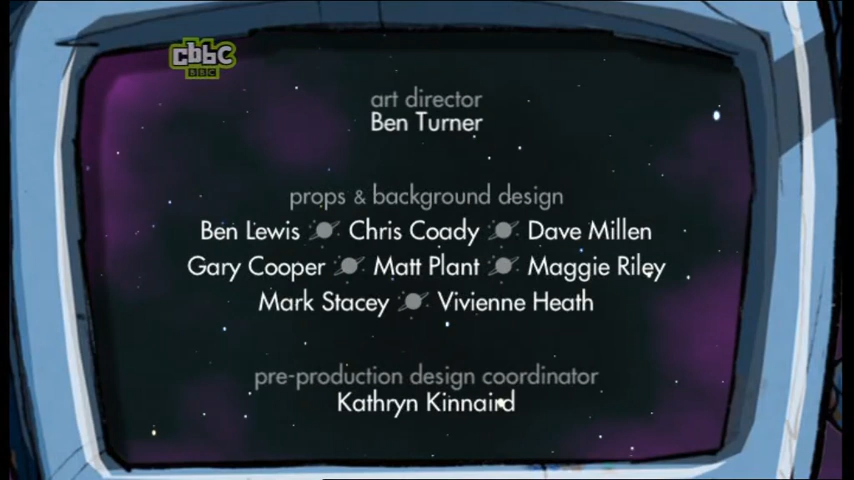 cbbc
BBC
art director
Ben Turner
props & background design
Ben Lewis Chris Coady Dave Millen
Gary Cooper Matt Plant Maggie Riley
Mark Stacey Vivienne Heath
pre-production design coordinator
Kathryn Kinnaird